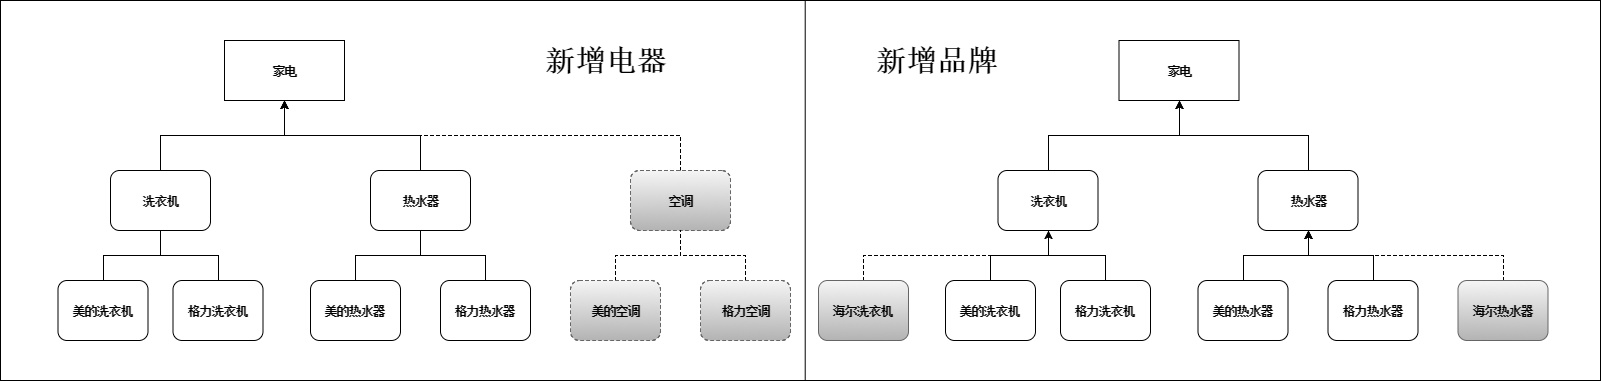 新增电器
家电
洗衣机
热水器
空调
美的洗衣机
格力洗衣机
美的热水器
格力热水器
美的空调
格力空调
新增品牌
家电
洗衣机
热水器
海尔洗衣机
美的洗衣机
格力洗衣机
美的热水器
格力热水器
海尔热水器